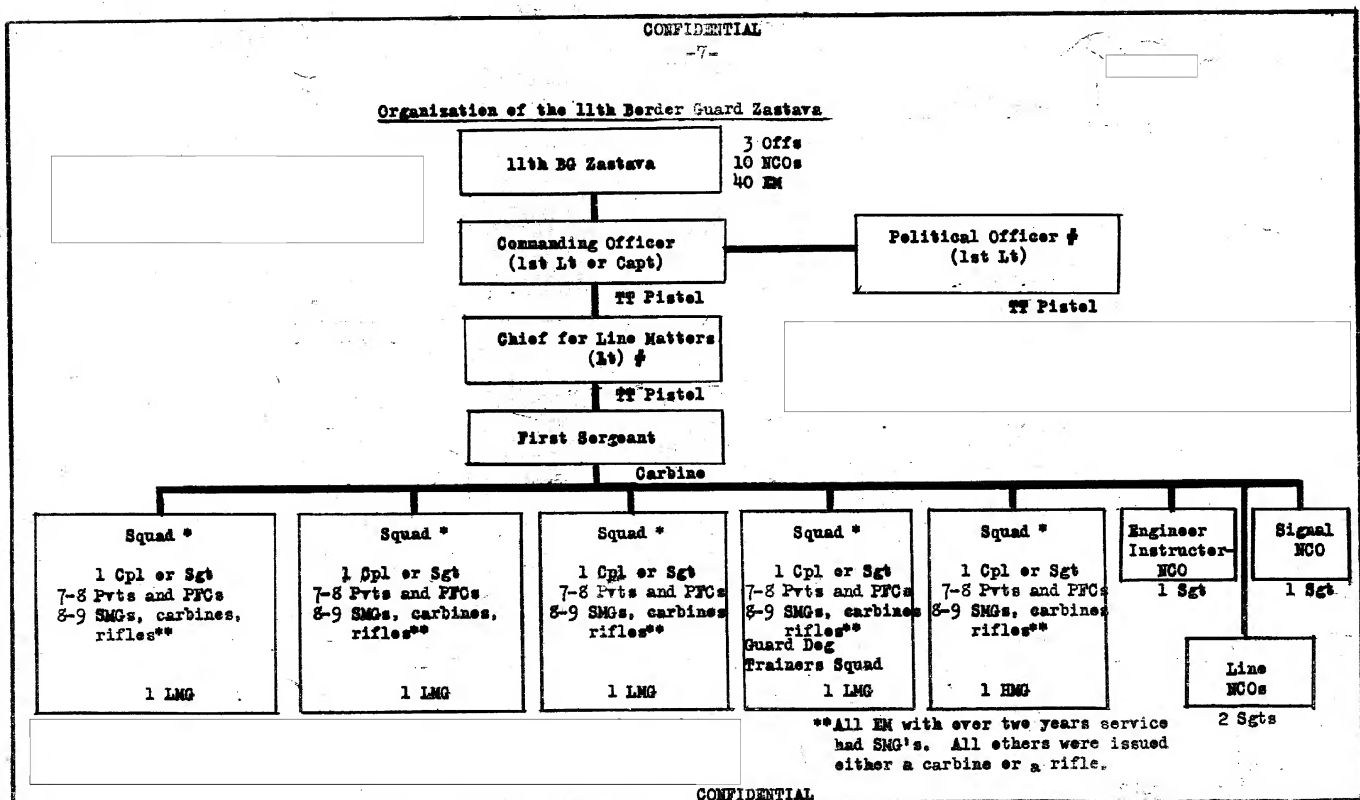 CONFIDENTIAL
-7-
Organization of the 11th Border Guard Zastava
11th BG Zastava
3 Offs
10 NCOs
40 EM
Commanding Officer
(1st Lt or Capt)
Political Officer #
(1st Lt)
TT Pistol
TT Pistol
Chief for Line Matters
(Lt) #
TT Pistol
First Sergeant
Carbine
Squad *
1 Cpl or Sgt
7-8 Pvts and PFCs
8-9 SMGs, carbines,
rifles**
1 LMG
Squad *
1 Cpl or Sgt
7-8 Pvts and PFCs
8-9 SMGs, carbines,
rifles**
1 LMG
Squad *
1 Cpl or Sgt
7-8 Pvts and PFCs
8-9 SMGs, carbines
rifles**
1 LMG
Squad *
1 Cpl or Sgt
7-8 Pvts and PFCs
8-9 SMGs, carbines
rifles**
Guard Dog
Trainers Squad
1 LMG
Squad *
1 Cpl or Sgt
7-8 Pvts and PFCs
8-9 SMGs, carbines
rifles**
1 HMG
Engineer
Instructor-
NCO
1 Sgt
Signal
NCO
1 Sgt
Line
NCOs
2 Sgts
**All EM with over two years service
had SMG's. All others were issued
either a carbine or a rifle.
CONFIDENTIAL